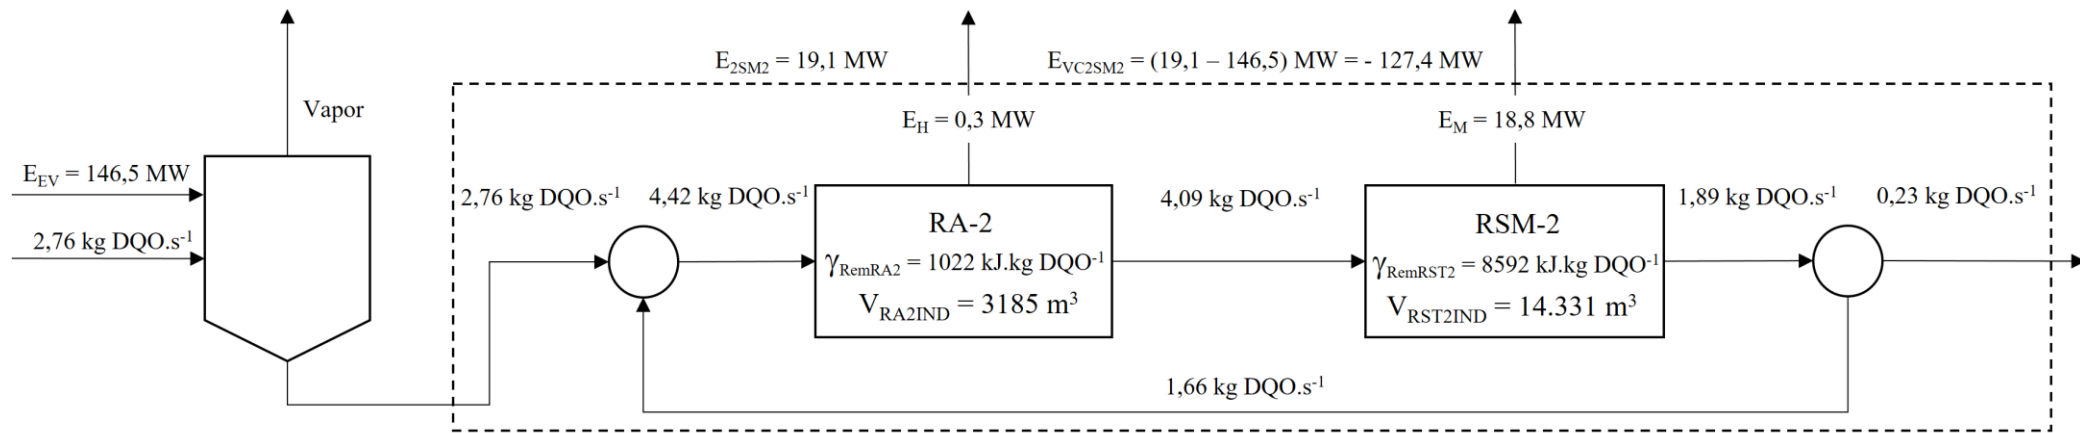 E2SM2 = 19,1 MW
EVC2SM2 = (19,1 – 146,5) MW = - 127,4 MW
Vapor
EH = 0,3 MW
EM = 18,8 MW
EEV = 146,5 MW
2,76 kg DQO.s-1
4,42 kg DQO.s-1
4,09 kg DQO.s-1
1,89 kg DQO.s-1
0,23 kg DQO.s-1
2,76 kg DQO.s-1
RA-2
γRemRA2 = 1022 kJ.kg DQO-1
VRA2IND = 3185 m3
RSM-2
γRemRST2 = 8592 kJ.kg DQO-1
VRST2IND = 14.331 m3
1,66 kg DQO.s-1